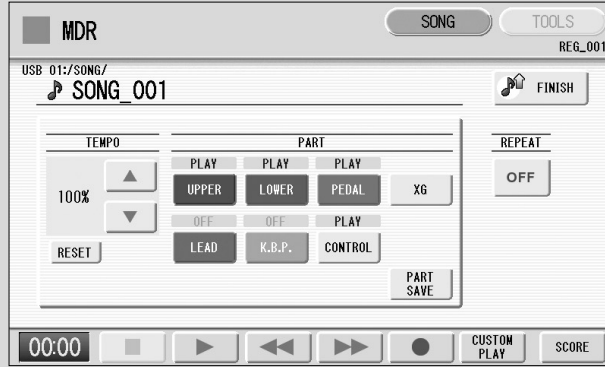 MDR
SONG
TOOLS
REG_001
USB 01:/SONG/
SONG_001
FINISH
TEMPO
PART
REPEAT
PLAY PLAY PLAY
100%
UPPER LOWER PEDAL XG
OFF
OFF OFF PLAY
RESET
LEAD K.B.P. CONTROL
PART
SAVE
00:00
CUSTOM
PLAY
SCORE